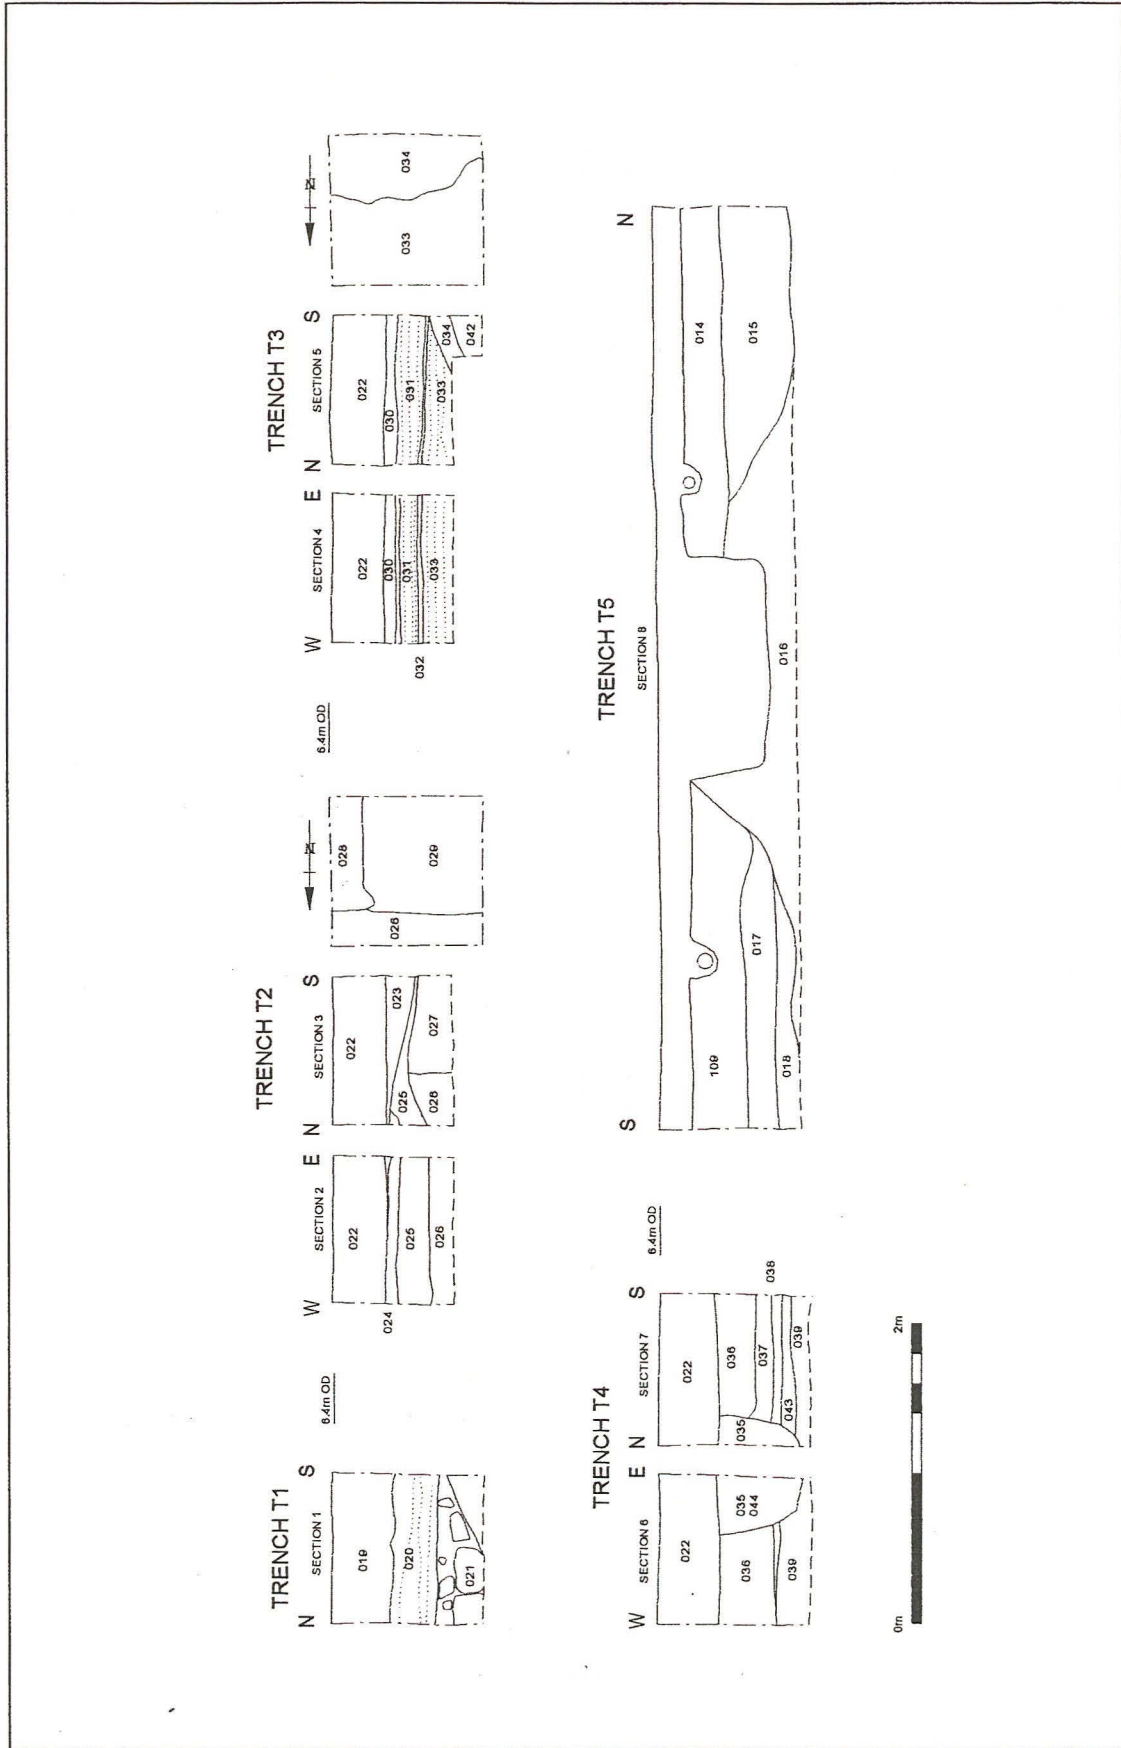 TRENCH T1
SECTION 1
N S
019
020
021
6.4m OD
TRENCH T2
SECTION 2
W E
022
024
025
026
SECTION 3
N S
022
023
025
027
026
N
028
029
026
6.4m OD
TRENCH T3
SECTION 4
W E
022
030
031
033
032
SECTION 5
N S
022
030
031
033
034
042
N
033
034
TRENCH T4
SECTION 6
W E
022
035
044
036
039
SECTION 7
N S
022
036
035
037
043
039
038
6.4m OD
TRENCH T5
SECTION 8
S N
109
017
018
016
014
015
0m 2m